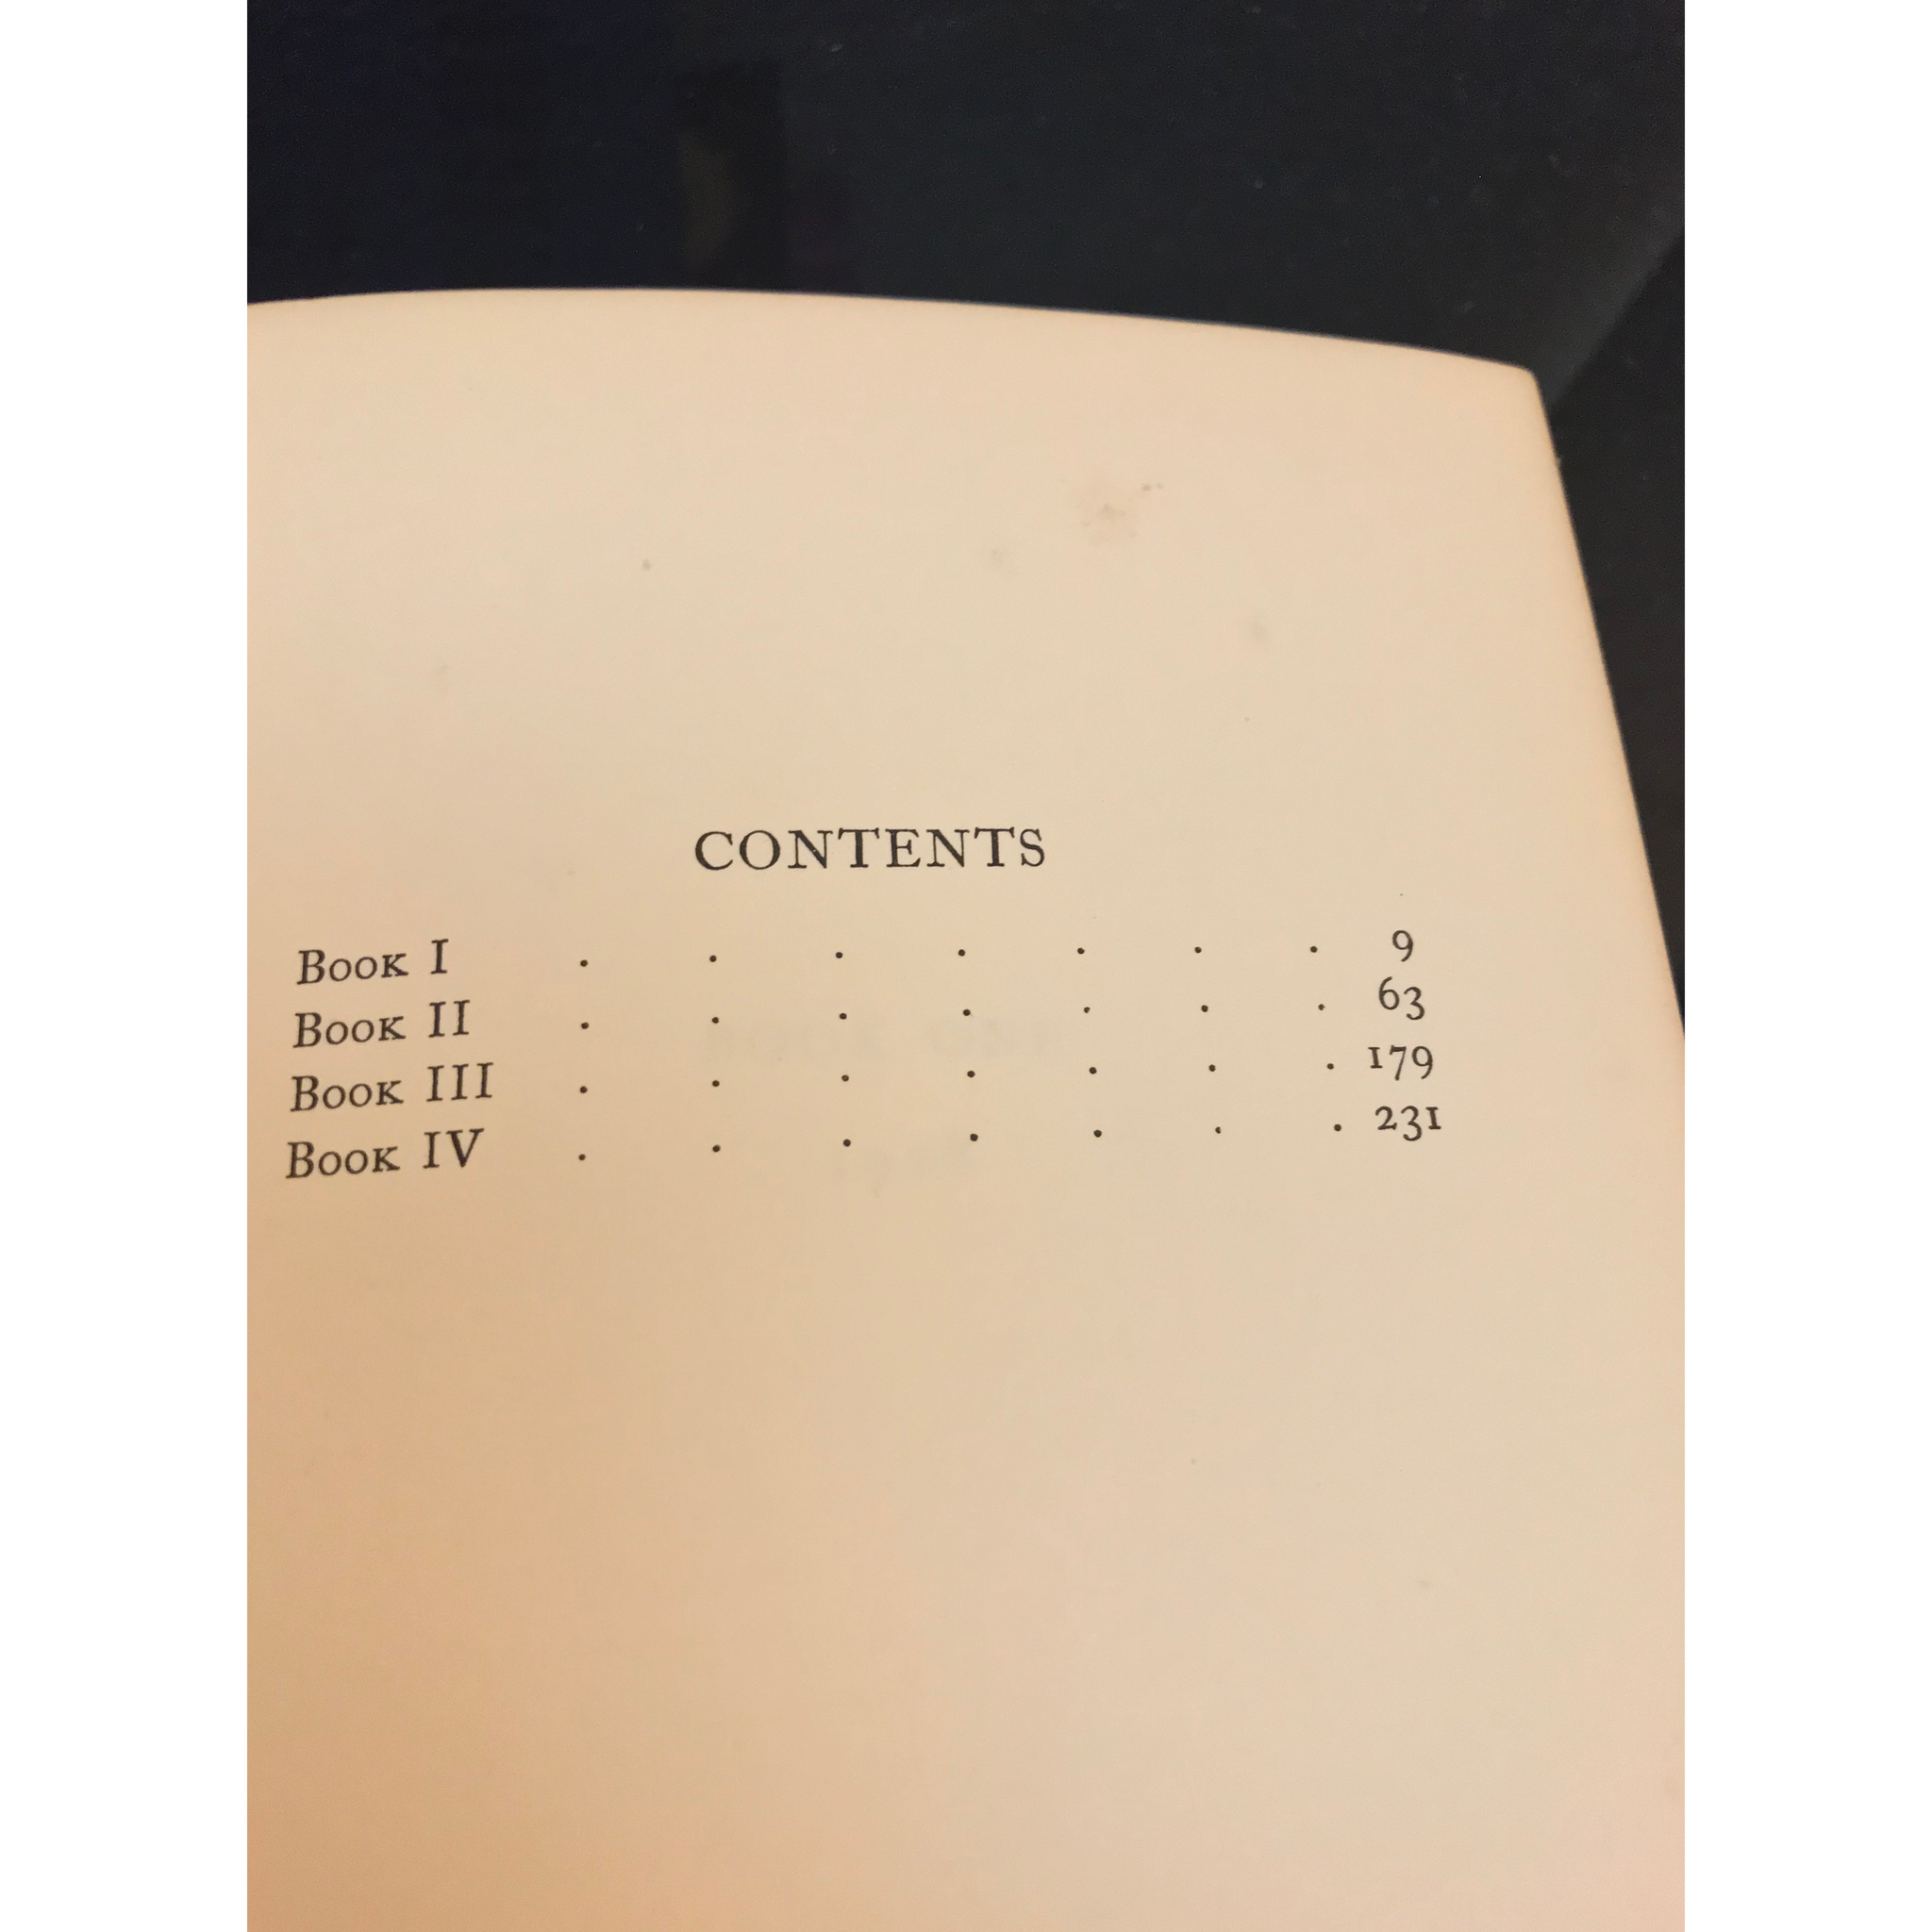 CONTENTS
Book I . . . . . . . 9
Book II . . . . . . . 63
Book III . . . . . . . 179
Book IV . . . . . . . 231